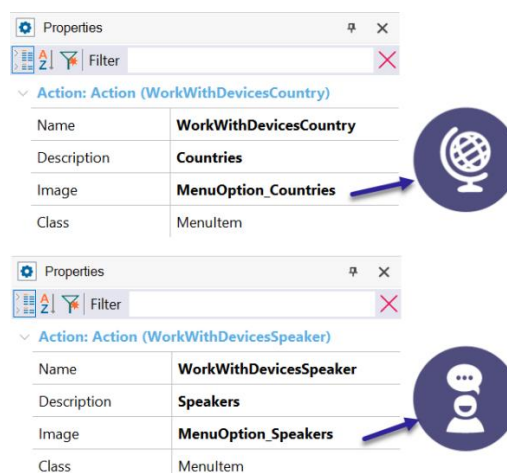 Properties
A Z Filter
Action: Action (WorkWithDevicesCountry)
Name WorkWithDevicesCountry
Description Countries
Image MenuOption_Countries
Class MenuItem
Properties
A Z Filter
Action: Action (WorkWithDevicesSpeaker)
Name WorkWithDevicesSpeaker
Description Speakers
Image MenuOption_Speakers
Class MenuItem